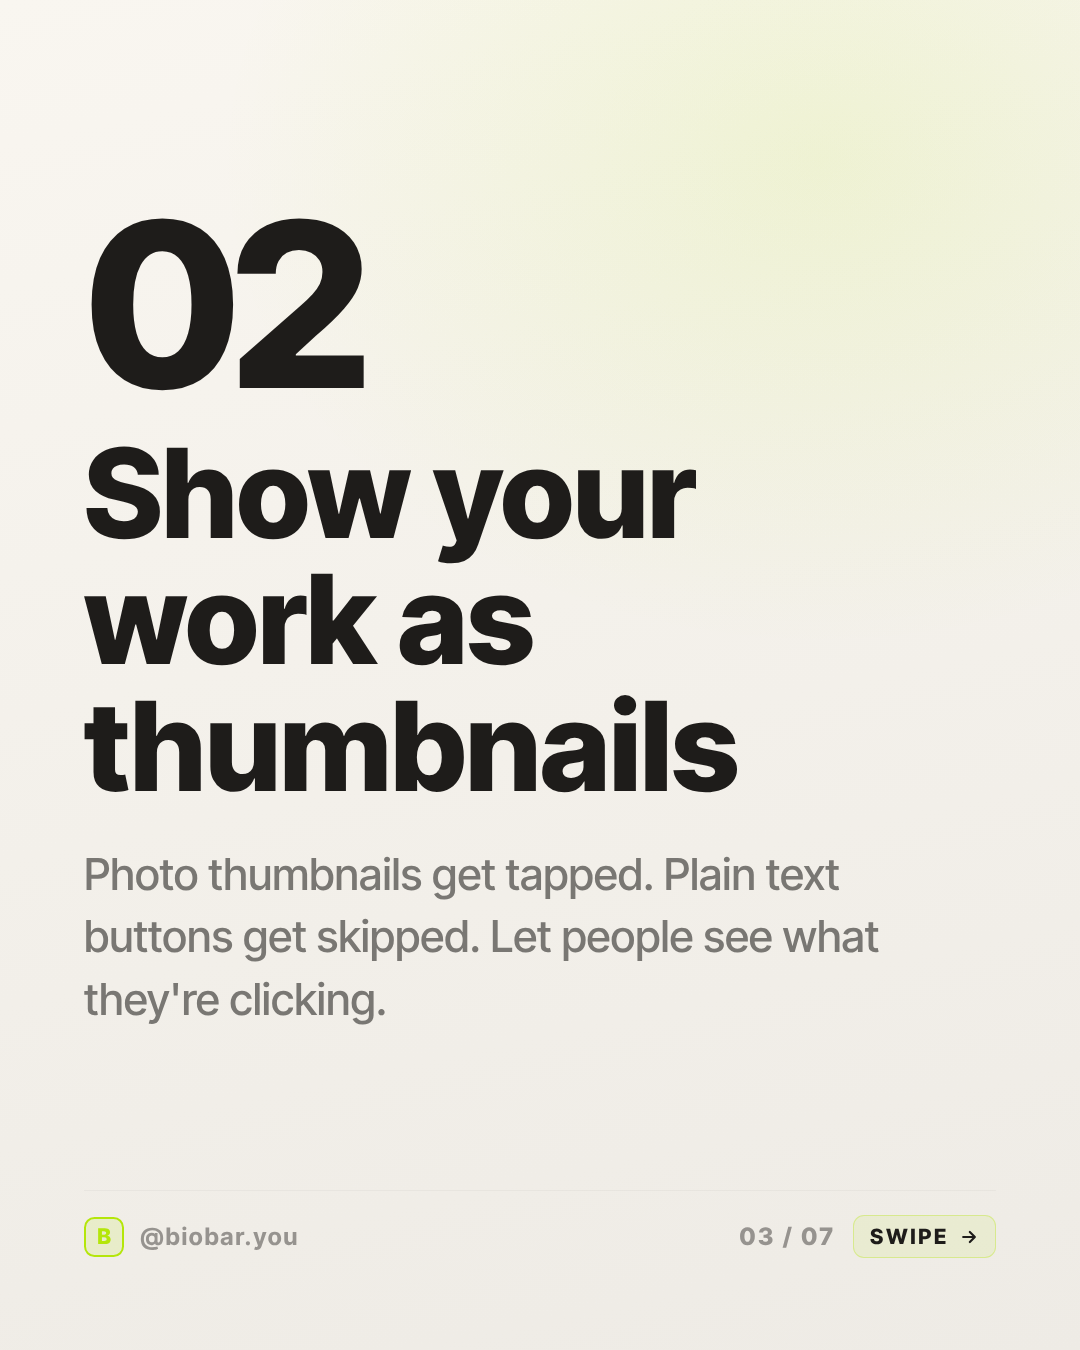 02
Show your
work as
thumbnails
Photo thumbnails get tapped. Plain text
buttons get skipped. Let people see what
they're clicking.
B @biobar.you 03 / 07 SWIPE →